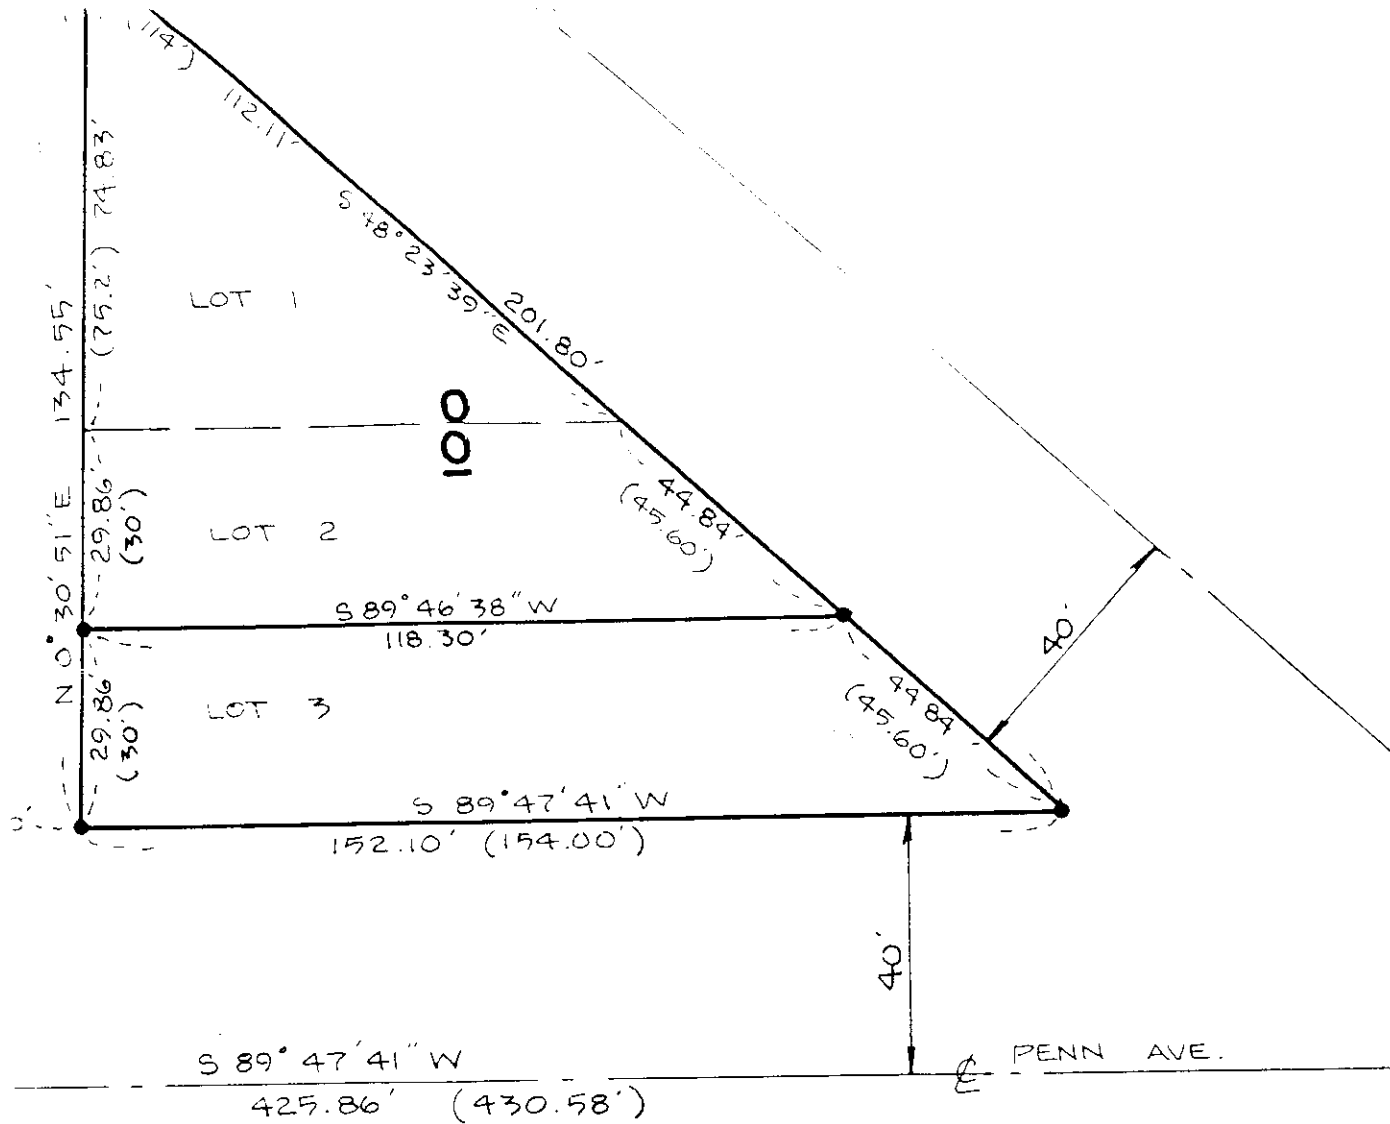 (114')
112.11'
S 48° 23' 39" E
201.80'
N 0° 30' 51" E 134.55'
(75.2') 74.83'
LOT 1
100
29.86'
(30')
LOT 2
44.84'
(45.60')
S 89° 46' 38" W
118.30'
29.86'
(30')
LOT 3
44.84'
(45.60')
40'
S 89° 47' 41" W
152.10' (154.00')
40'
S 89° 47' 41" W
425.86' (430.58')
℄ PENN AVE.